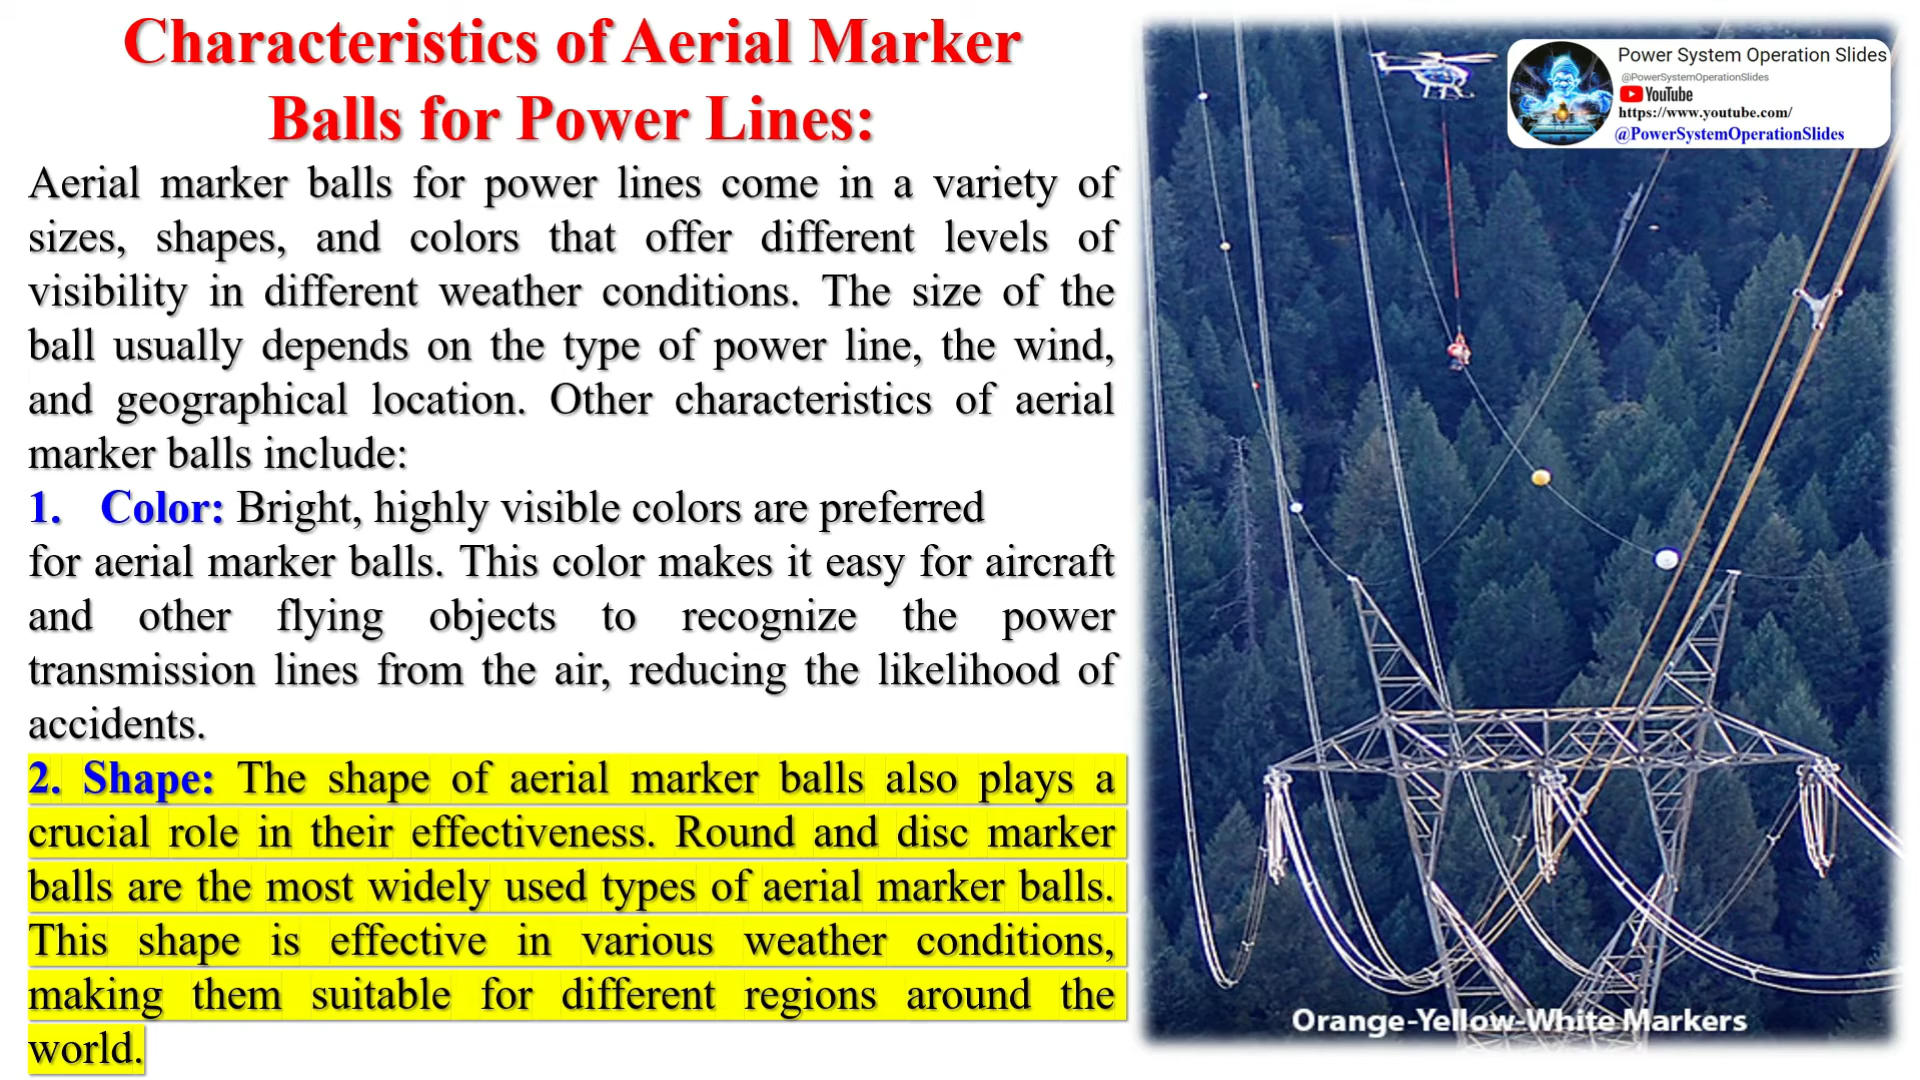 Characteristics of Aerial Marker
Balls for Power Lines:
Aerial marker balls for power lines come in a variety of
sizes, shapes, and colors that offer different levels of
visibility in different weather conditions. The size of the
ball usually depends on the type of power line, the wind,
and geographical location. Other characteristics of aerial
marker balls include:
1. Color: Bright, highly visible colors are preferred
for aerial marker balls. This color makes it easy for aircraft
and other flying objects to recognize the power
transmission lines from the air, reducing the likelihood of
accidents.
2. Shape: The shape of aerial marker balls also plays a
crucial role in their effectiveness. Round and disc marker
balls are the most widely used types of aerial marker balls.
This shape is effective in various weather conditions,
making them suitable for different regions around the
world.
Power System Operation Slides
@PowerSystemOperationSlides
YouTube
https://www.youtube.com/
@PowerSystemOperationSlides
Orange-Yellow-White Markers